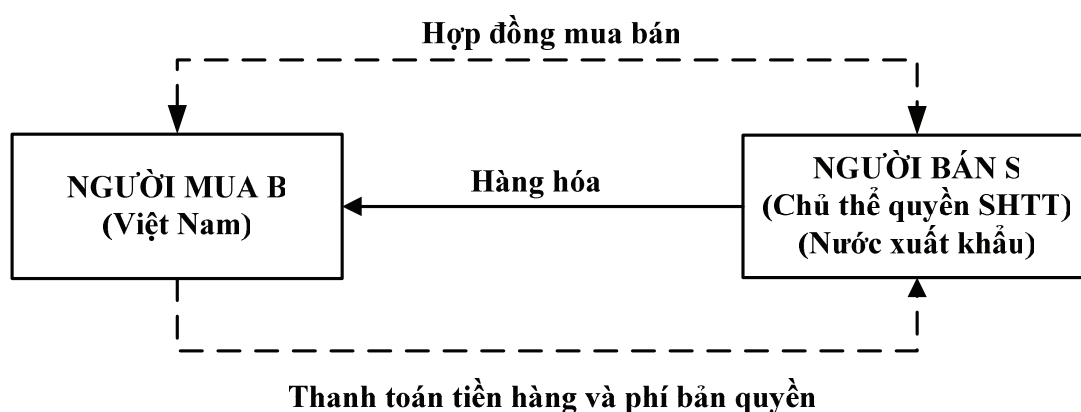 Hợp đồng mua bán
NGƯỜI MUA B
(Việt Nam)
Hàng hóa
NGƯỜI BÁN S
(Chủ thể quyền SHTT)
(Nước xuất khẩu)
Thanh toán tiền hàng và phí bản quyền